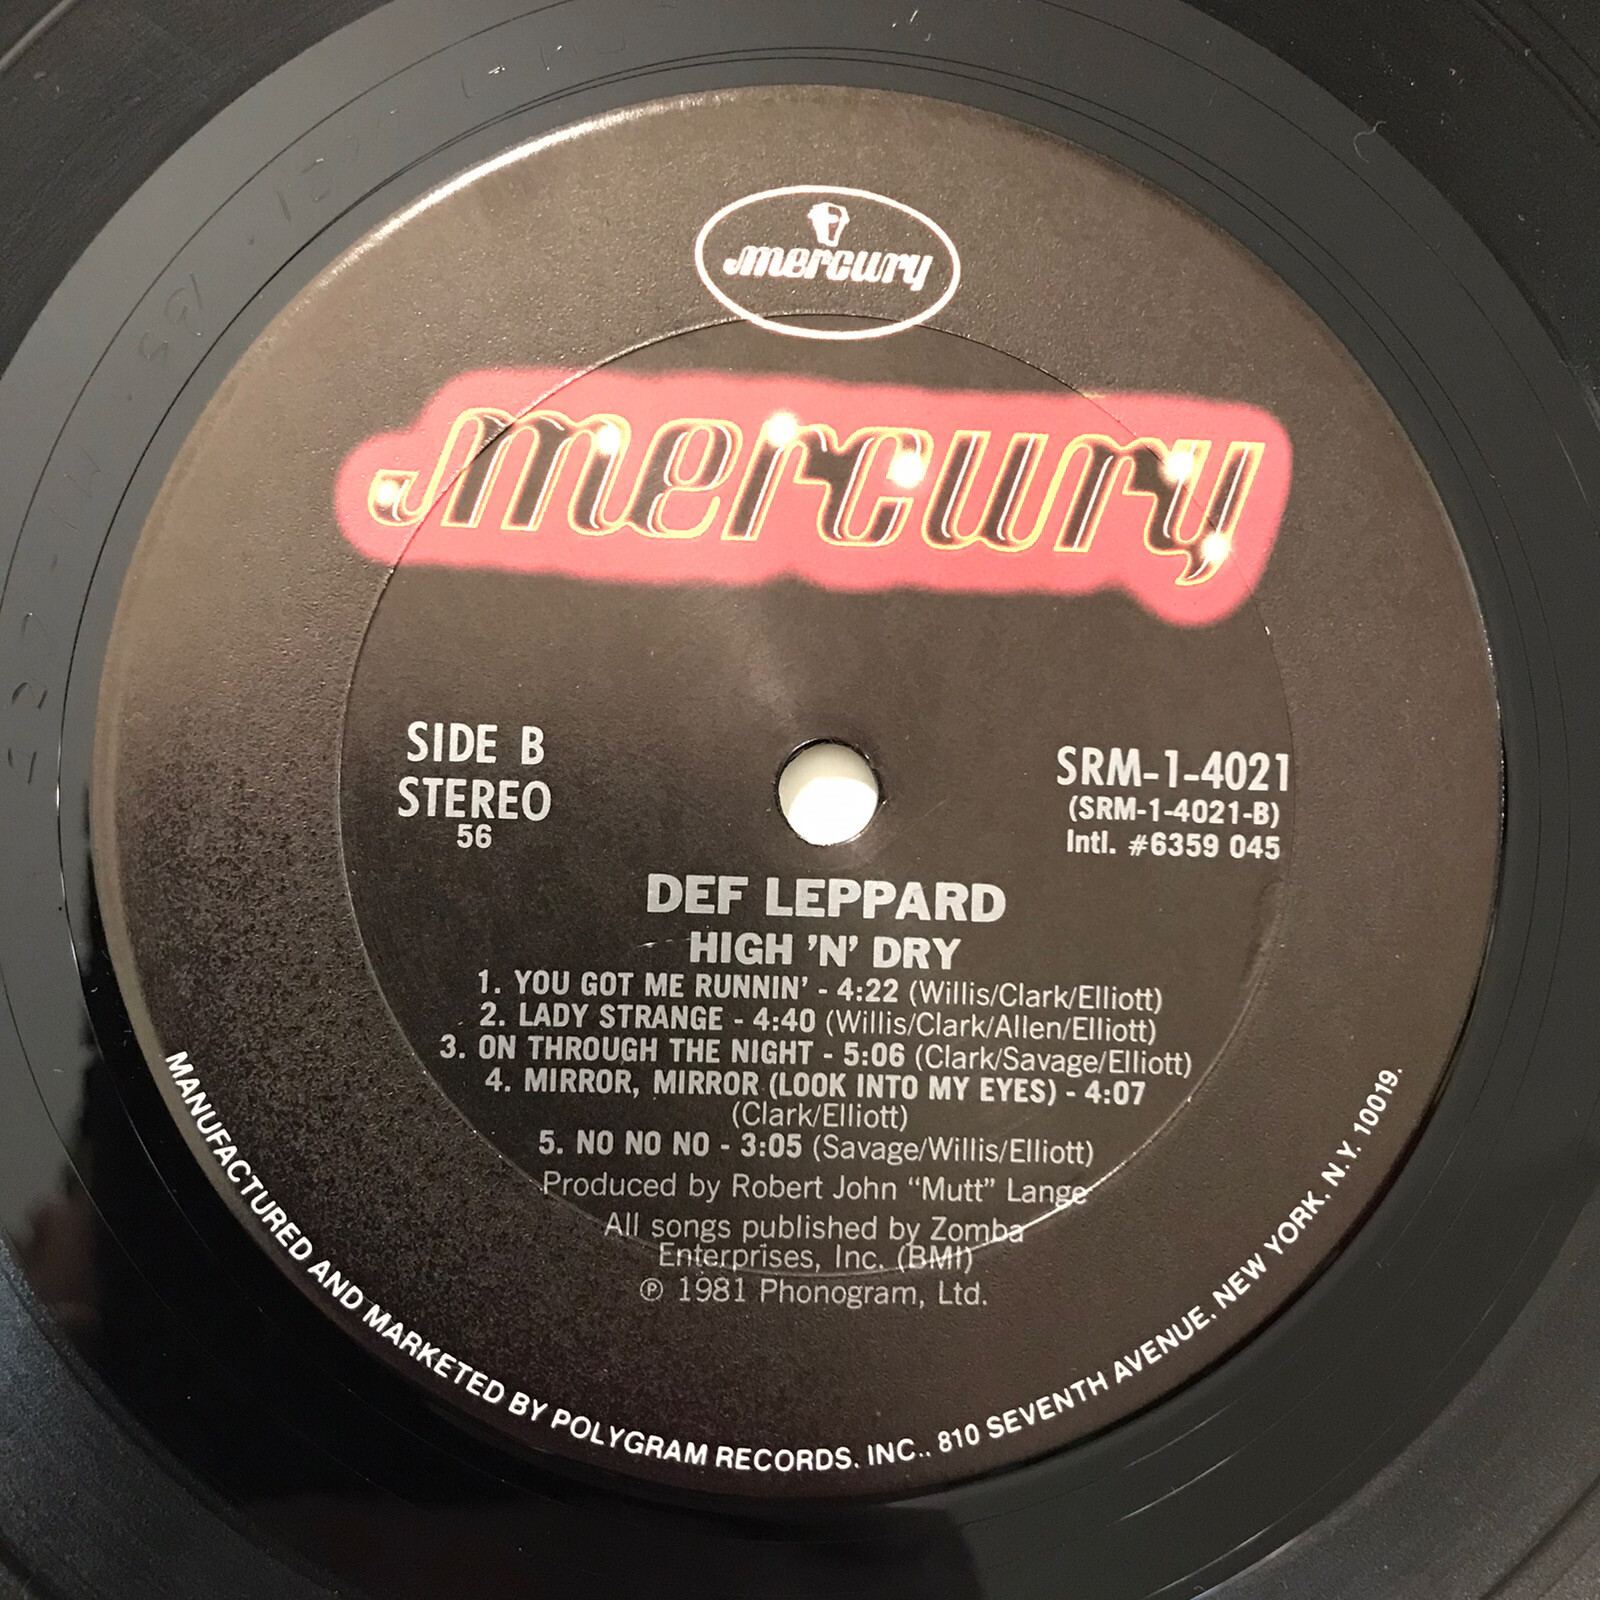 mercury
mercury
SIDE B
STEREO
56
SRM-1-4021
(SRM-1-4021-B)
Intl. #6359 045
DEF LEPPARD
HIGH 'N' DRY
1. YOU GOT ME RUNNIN' - 4:22 (Willis/Clark/Elliott)
2. LADY STRANGE - 4:40 (Willis/Clark/Allen/Elliott)
3. ON THROUGH THE NIGHT - 5:06 (Clark/Savage/Elliott)
4. MIRROR, MIRROR (LOOK INTO MY EYES) - 4:07
(Clark/Elliott)
5. NO NO NO - 3:05 (Savage/Willis/Elliott)
Produced by Robert John “Mutt” Lange
All songs published by Zomba
Enterprises, Inc. (BMI)
℗ 1981 Phonogram, Ltd.
MANUFACTURED AND MARKETED BY POLYGRAM RECORDS, INC., 810 SEVENTH AVENUE, NEW YORK, N.Y. 10019.